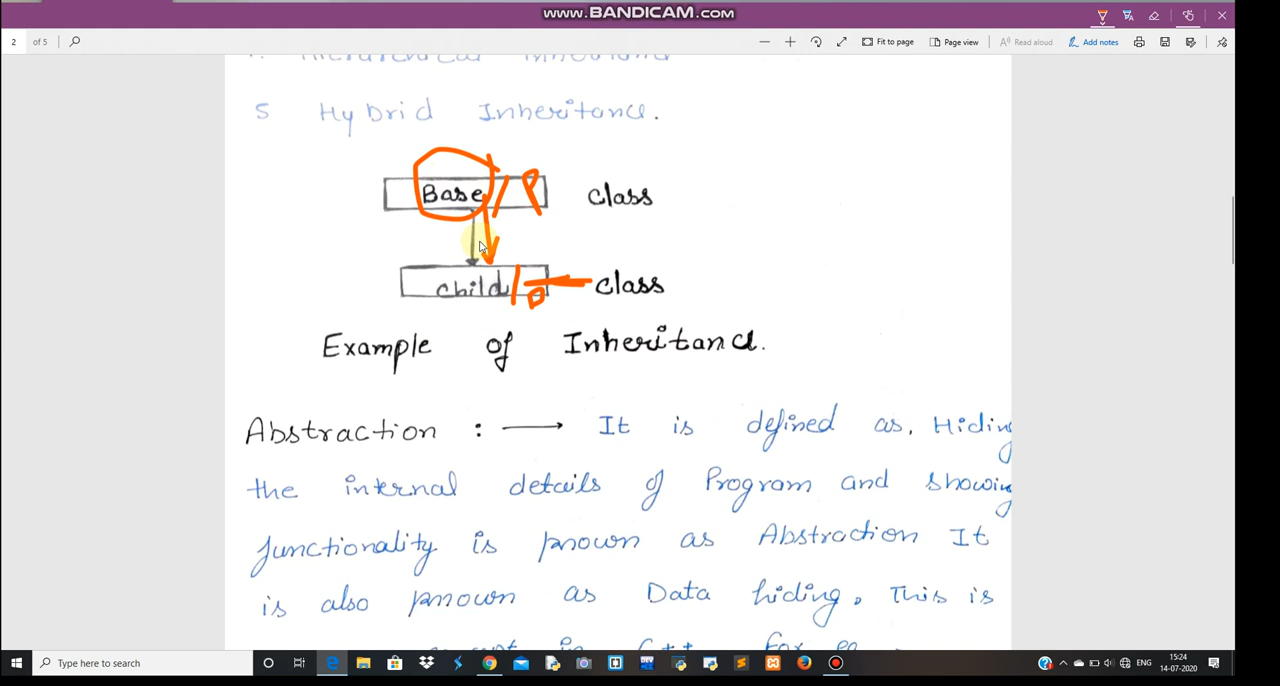 www.BANDICAM.com
2 of 5
Fit to page
Page view
Read aloud
Add notes
5 Hybrid Inheritance.
Base / P class
child / D class
Example of Inheritance.
Abstraction : → It is defined as, Hiding
the internal details of Program and showing
functionality is known as Abstraction It
is also known as Data hiding. This is
Type here to search
ENG
15:24
14-07-2020